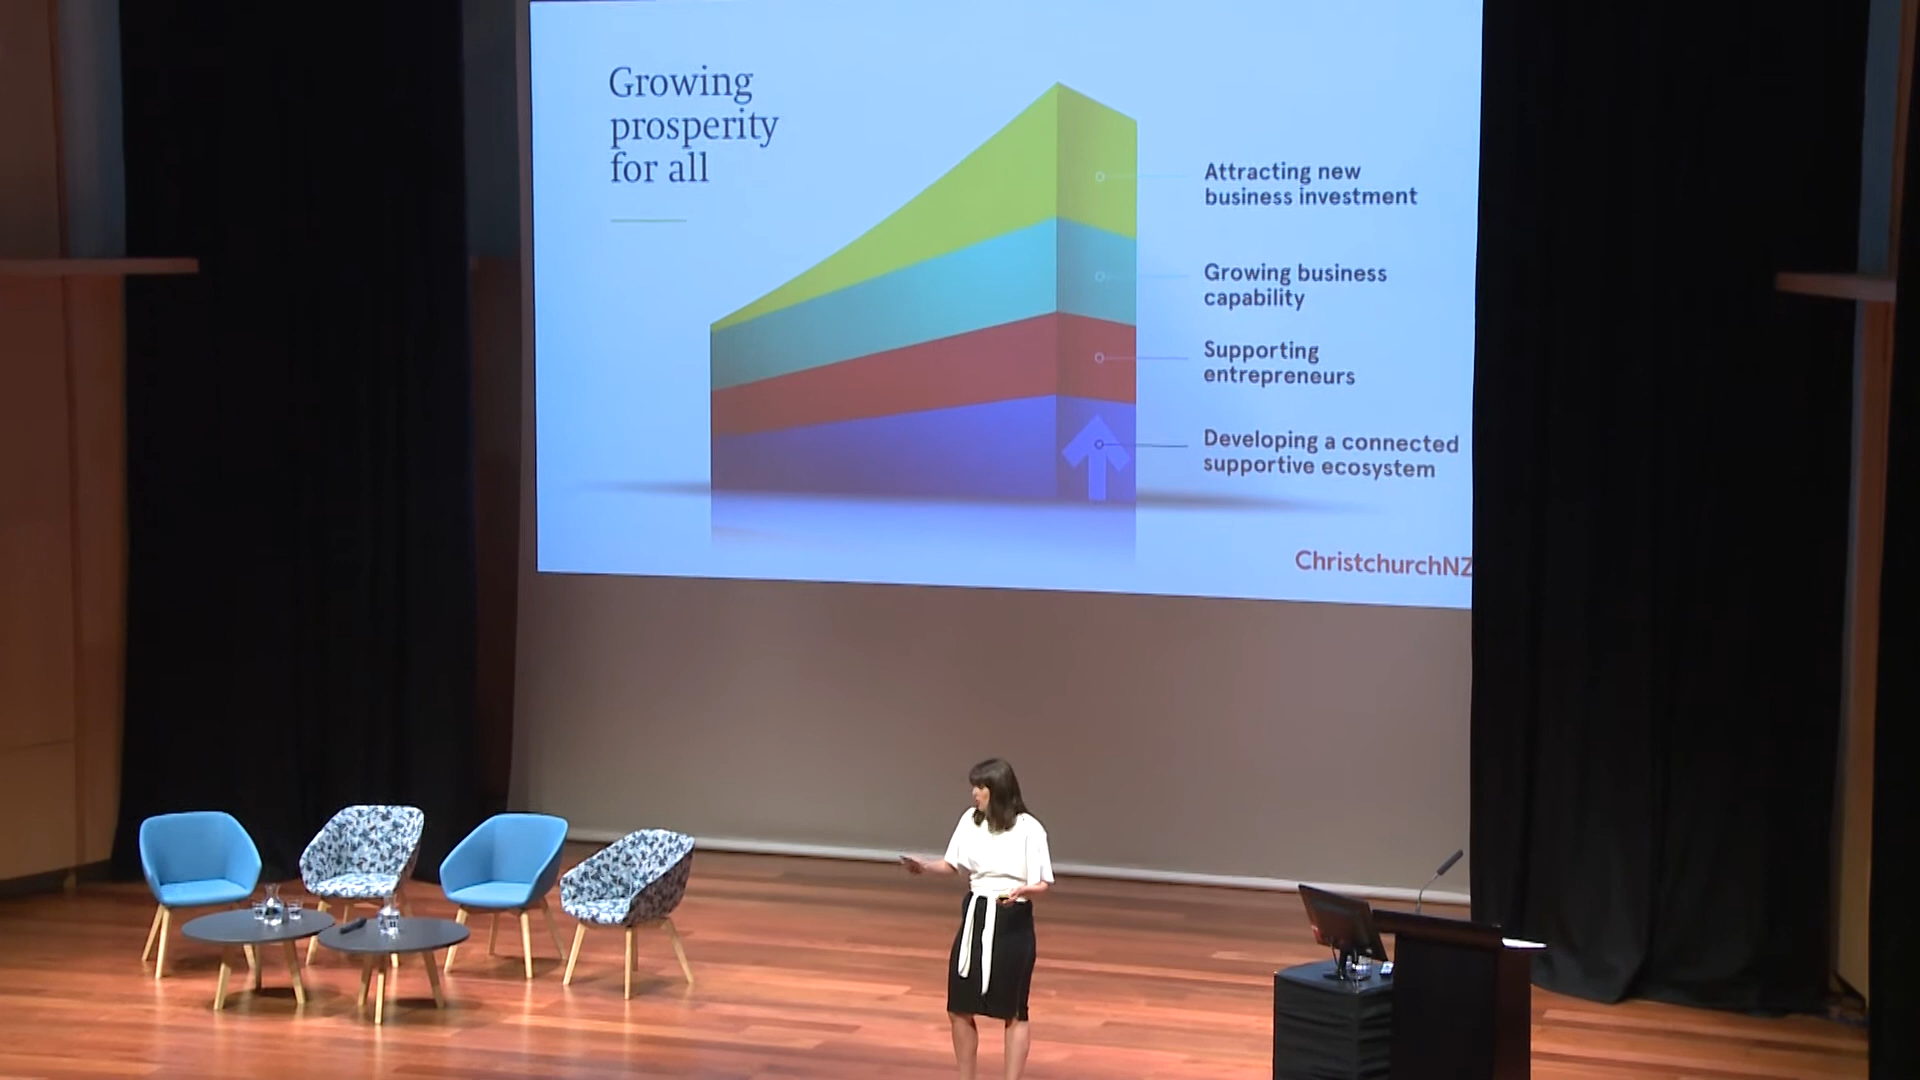 Growing
prosperity
for all
Attracting new
business investment
Growing business
capability
Supporting
entrepreneurs
Developing a connected
supportive ecosystem
ChristchurchNZ